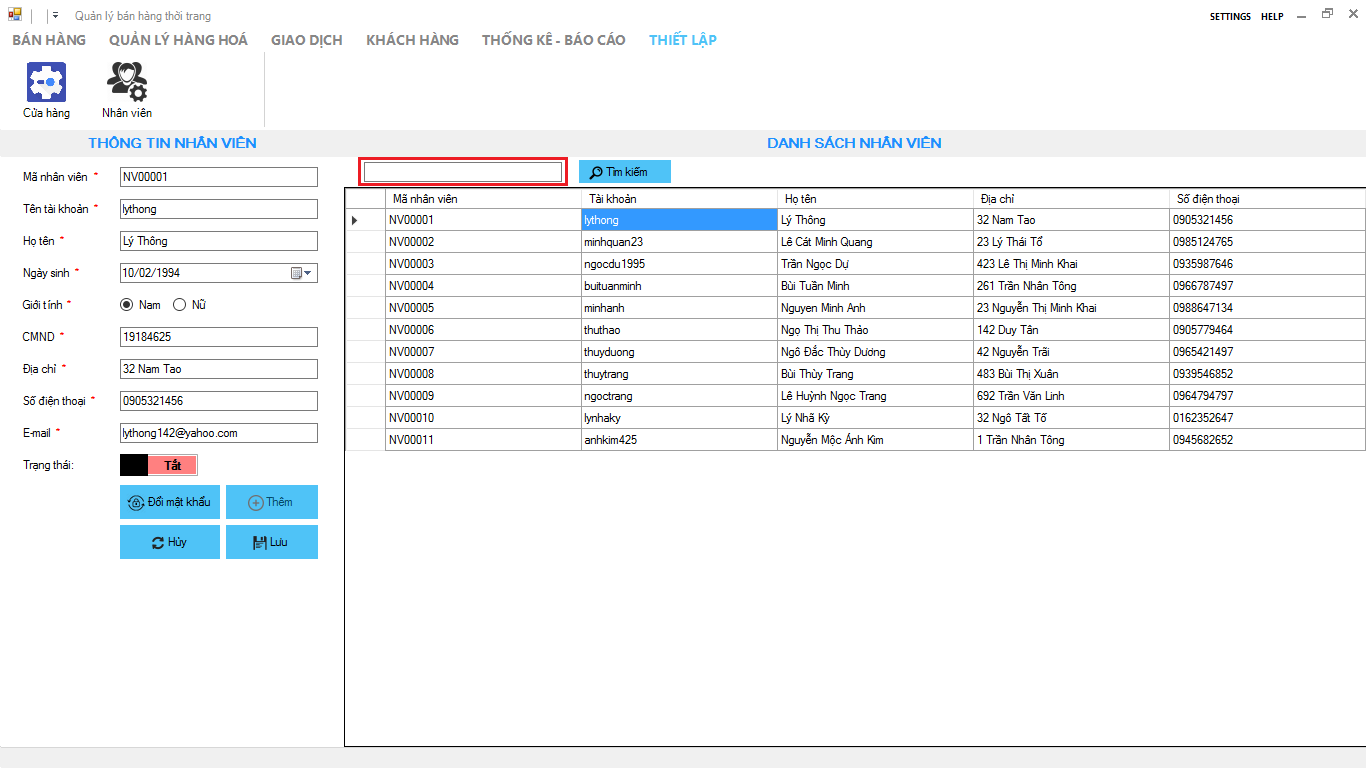 Quản lý bán hàng thời trang
SETTINGS HELP
BÁN HÀNG QUẢN LÝ HÀNG HOÁ GIAO DỊCH KHÁCH HÀNG THỐNG KÊ - BÁO CÁO THIẾT LẬP
Cửa hàng Nhân viên
THÔNG TIN NHÂN VIÊN
Mã nhân viên * NV00001
Tên tài khoản * lythong
Họ tên * Lý Thông
Ngày sinh * 10/02/1994
Giới tính * Nam Nữ
CMND * 19184625
Địa chỉ * 32 Nam Tao
Số điện thoại * 0905321456
E-mail * lythong142@yahoo.com
Trạng thái: Tắt
Đổi mật khẩu Thêm
Hủy Lưu
DANH SÁCH NHÂN VIÊN
Tìm kiếm
Mã nhân viên Tài khoản Họ tên Địa chỉ Số điện thoại
NV00001 lythong Lý Thông 32 Nam Tao 0905321456
NV00002 minhquan23 Lê Cát Minh Quang 23 Lý Thái Tổ 0985124765
NV00003 ngocdu1995 Trần Ngọc Dự 423 Lê Thị Minh Khai 0935987646
NV00004 buituanminh Bùi Tuấn Minh 261 Trần Nhân Tông 0966787497
NV00005 minhanh Nguyen Minh Anh 23 Nguyễn Thị Minh Khai 0988647134
NV00006 thuthao Ngọ Thị Thu Thảo 142 Duy Tân 0905779464
NV00007 thuyduong Ngô Đắc Thùy Dương 42 Nguyễn Trãi 0965421497
NV00008 thuytrang Bùi Thùy Trang 483 Bùi Thị Xuân 0939546852
NV00009 ngoctrang Lê Huỳnh Ngọc Trang 692 Trần Văn Linh 0964794797
NV00010 lynhaky Lý Nhã Kỳ 32 Ngô Tất Tố 0162352647
NV00011 anhkim425 Nguyễn Mộc Ánh Kim 1 Trần Nhân Tông 0945682652